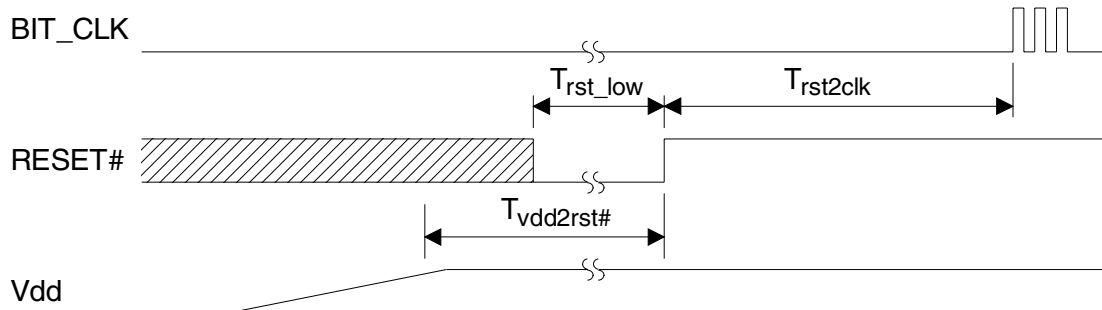 BIT_CLK
Trst_low
Trst2clk
RESET#
Tvdd2rst#
Vdd